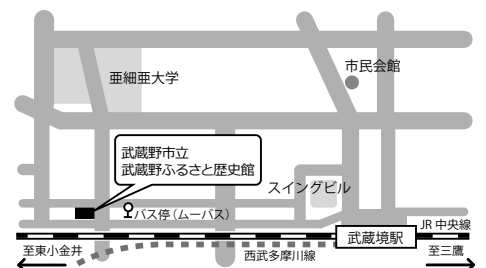 市民会館
亜細亜大学
武蔵野市立
武蔵野ふるさと歴史館
スイングビル
バス停（ムーバス）
JR中央線
武蔵境駅
至東小金井
西武多摩川線
至三鷹